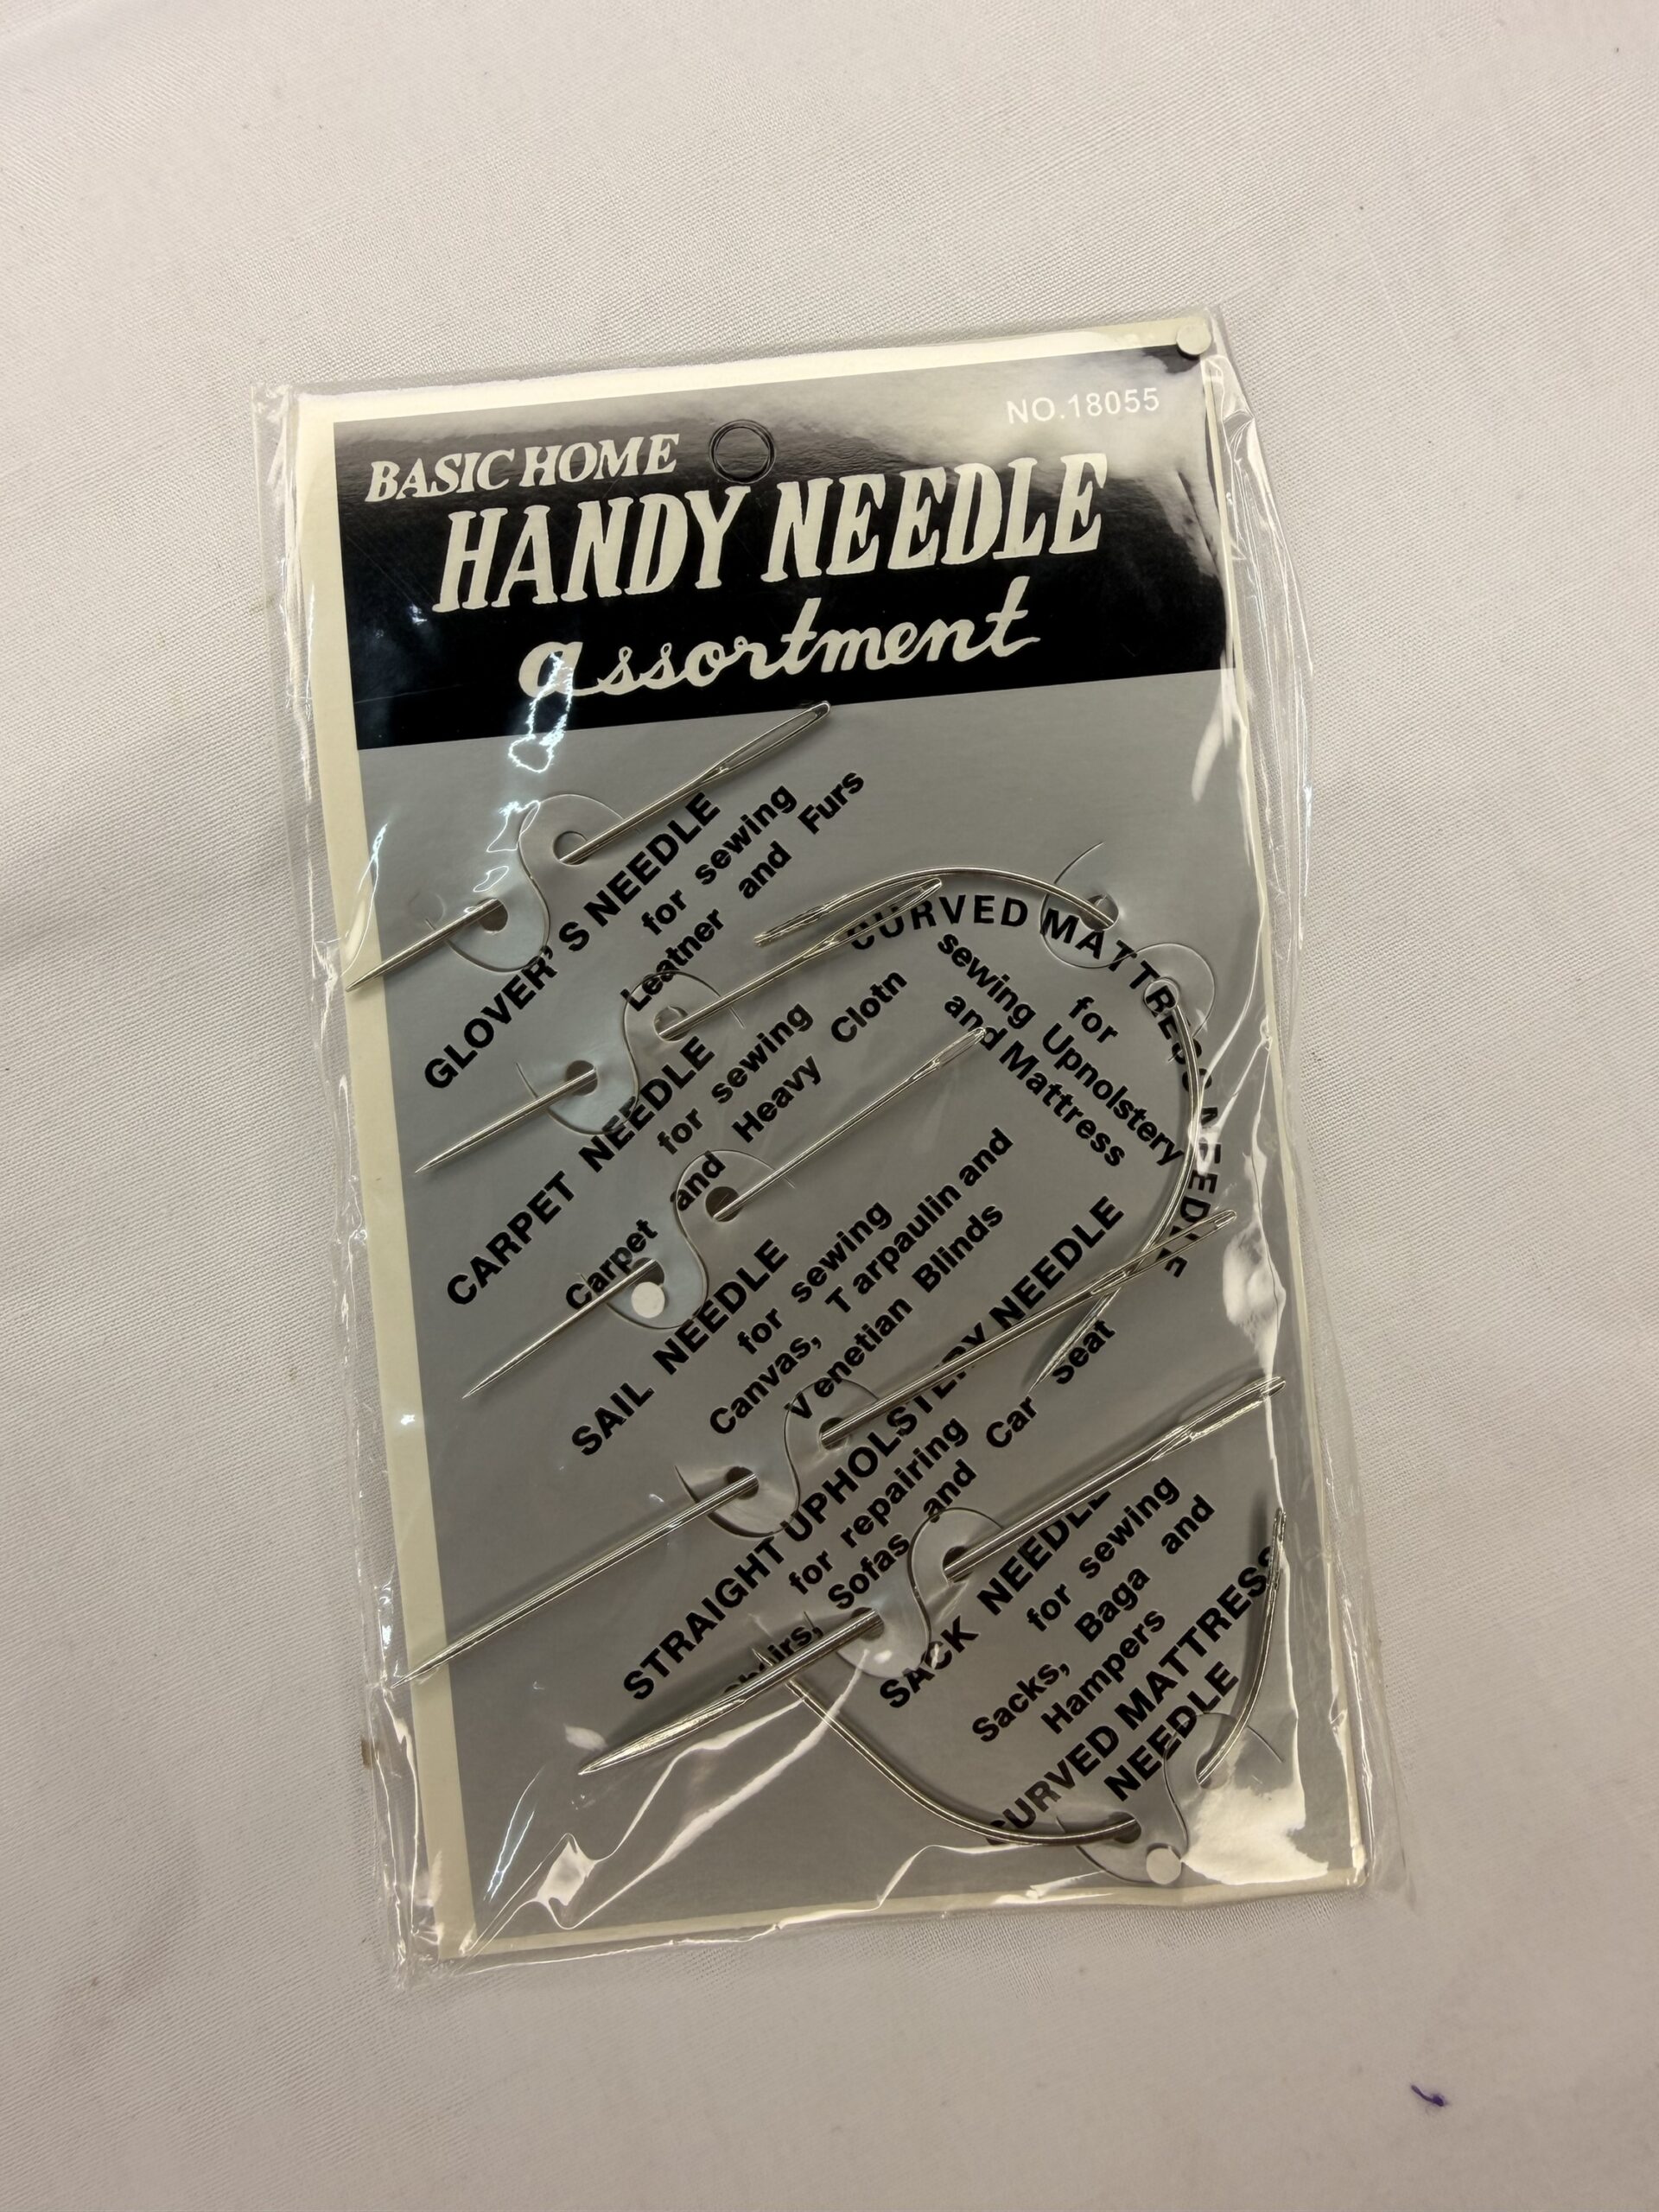 NO.18055
BASIC HOME
HANDY NEEDLE
assortment
GLOVER'S NEEDLE
for sewing
Leatner and Furs
CURVED MATTRESS NEEDLE
for
sewing Upnolstery
and Mattress
CARPET NEEDLE
for sewing
Carpet and Heavy Clotn
SAIL NEEDLE
for sewing
Canvas, Tarpaulin and
Venetian Blinds
STRAIGHT UPHOLSTERY NEEDLE
for repairing
Chairs, Sofas and Car Seat
SACK NEEDLE
for sewing
Sacks, Baga and
Hampers
CURVED MATTRESS
NEEDLE